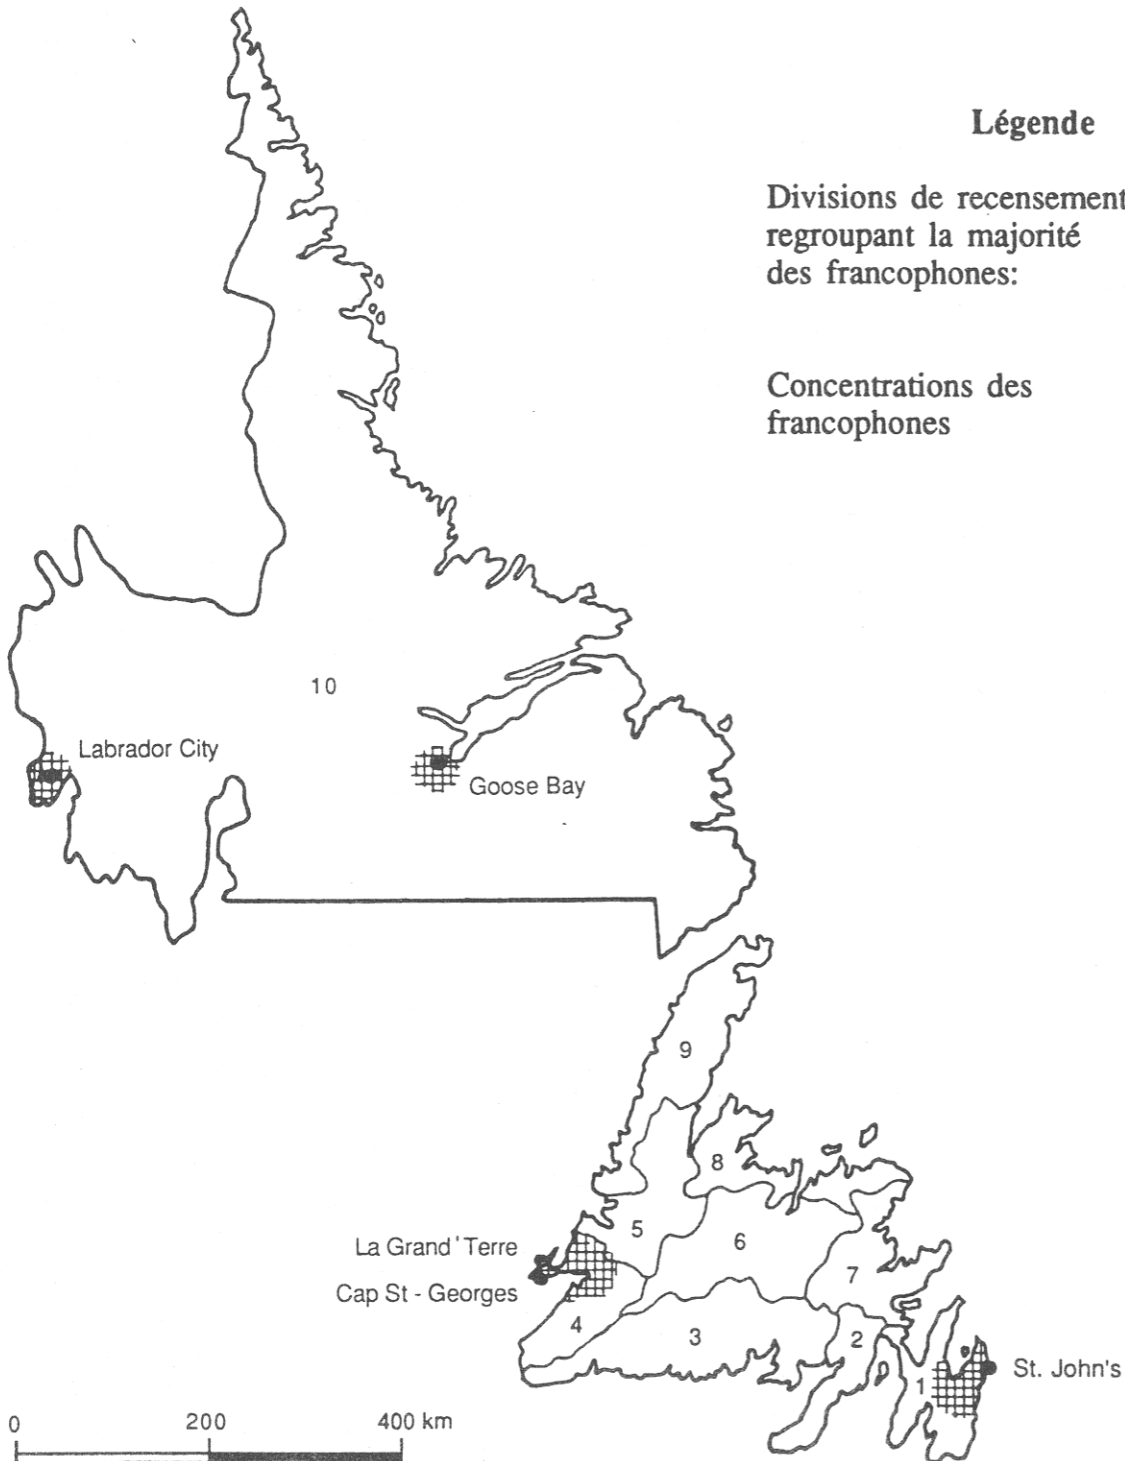 Légende
Divisions de recensement
regroupant la majorité
des francophones:
Concentrations des
francophones
10
Labrador City
Goose Bay
9
8
5
6
La Grand'Terre
7
Cap St - Georges
4
3
2
1
St. John's
0 200 400 km